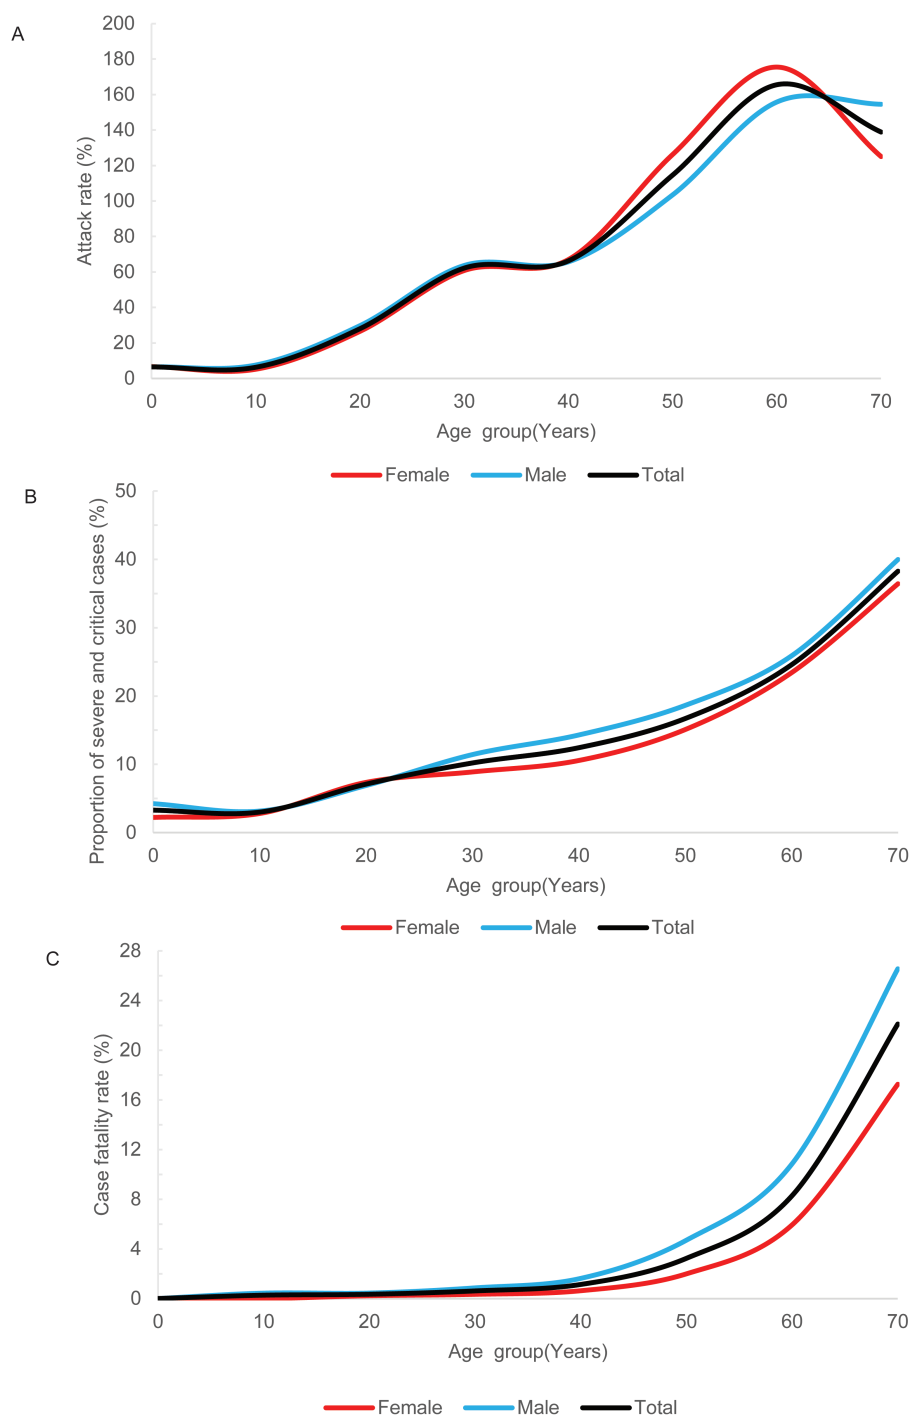 A
Attack rate (%)
200
180
160
140
120
100
80
60
40
20
0
0 10 20 30 40 50 60 70
Age group(Years)
Female Male Total
B
Proportion of severe and critical cases (%)
50
40
30
20
10
0
0 10 20 30 40 50 60 70
Age group(Years)
Female Male Total
C
Case fatality rate (%)
28
24
20
16
12
8
4
0
0 10 20 30 40 50 60 70
Age group(Years)
Female Male Total